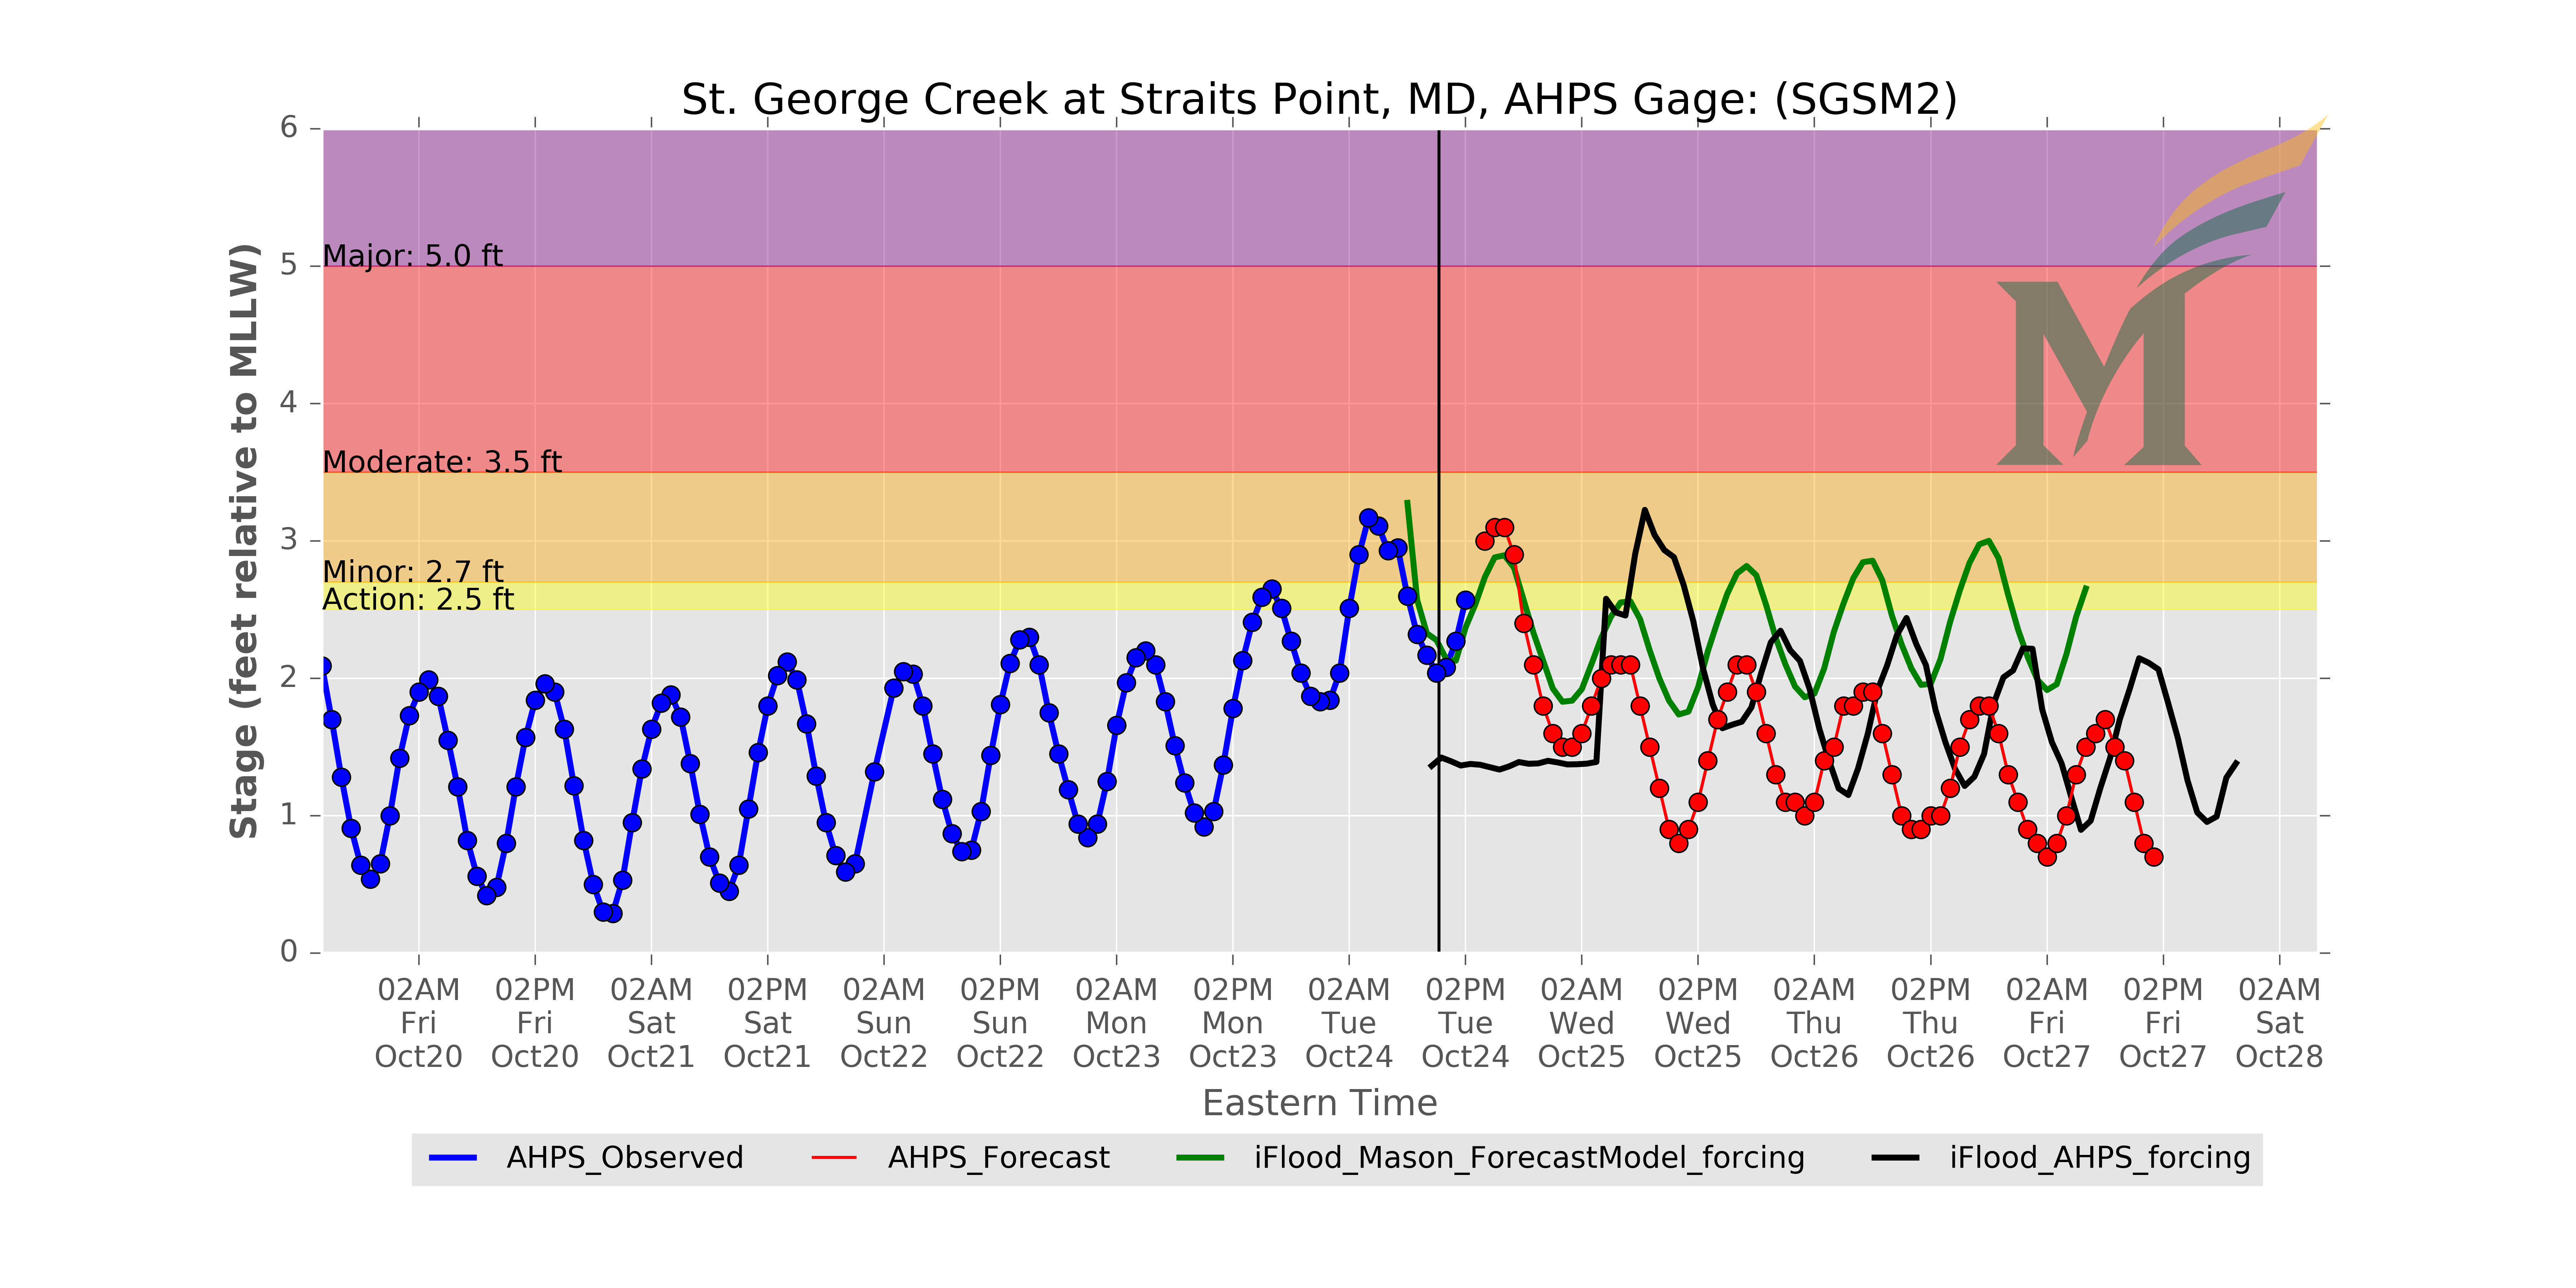 St. George Creek at Straits Point, MD, AHPS Gage: (SGSM2)
Stage (feet relative to MLLW)
6
5
4
3
2
1
0
Major: 5.0 ft
Moderate: 3.5 ft
Minor: 2.7 ft
Action: 2.5 ft
M
02AM 02PM 02AM 02PM 02AM 02PM 02AM 02PM 02AM 02PM 02AM 02PM 02AM 02PM 02AM 02PM 02AM
Fri Fri Sat Sat Sun Sun Mon Mon Tue Tue Wed Wed Thu Thu Fri Fri Sat
Oct20 Oct20 Oct21 Oct21 Oct22 Oct22 Oct23 Oct23 Oct24 Oct24 Oct25 Oct25 Oct26 Oct26 Oct27 Oct27 Oct28
Eastern Time
AHPS_Observed AHPS_Forecast iFlood_Mason_ForecastModel_forcing iFlood_AHPS_forcing